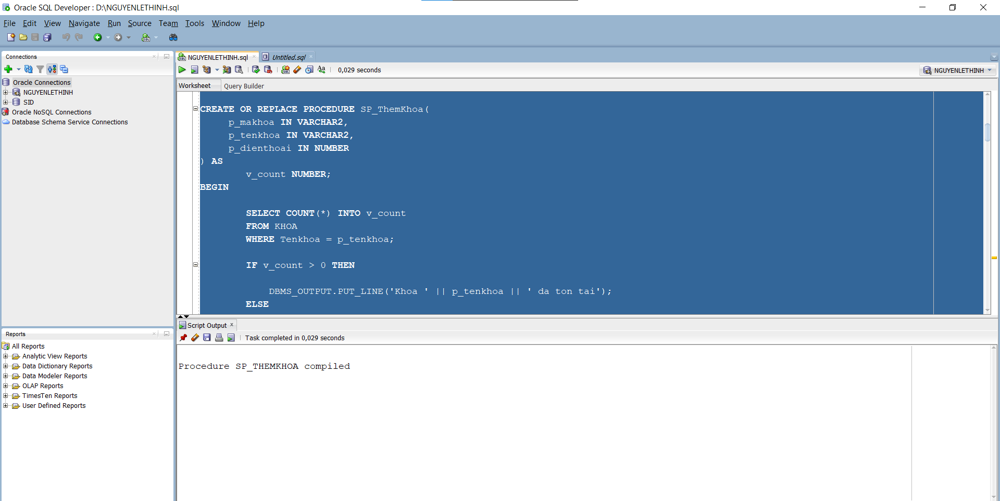 Oracle SQL Developer : D:\NGUYENLETHINH.sql
File Edit View Navigate Run Source Team Tools Window Help
Connections
Oracle Connections
NGUYENLETHINH
SID
Oracle NoSQL Connections
Database Schema Service Connections
Reports
All Reports
Analytic View Reports
Data Dictionary Reports
Data Modeler Reports
OLAP Reports
TimesTen Reports
User Defined Reports
NGUYENLETHINH.sql Untitled.sql
0,029 seconds NGUYENLETHINH
Worksheet Query Builder
CREATE OR REPLACE PROCEDURE SP_ThemKhoa(
p_makhoa IN VARCHAR2,
p_tenkhoa IN VARCHAR2,
p_dienthoai IN NUMBER
) AS
v_count NUMBER;
BEGIN
SELECT COUNT(*) INTO v_count
FROM KHOA
WHERE Tenkhoa = p_tenkhoa;
IF v_count > 0 THEN
DBMS_OUTPUT.PUT_LINE('Khoa ' || p_tenkhoa || ' da ton tai');
ELSE
Script Output
Task completed in 0,029 seconds
Procedure SP_THEMKHOA compiled